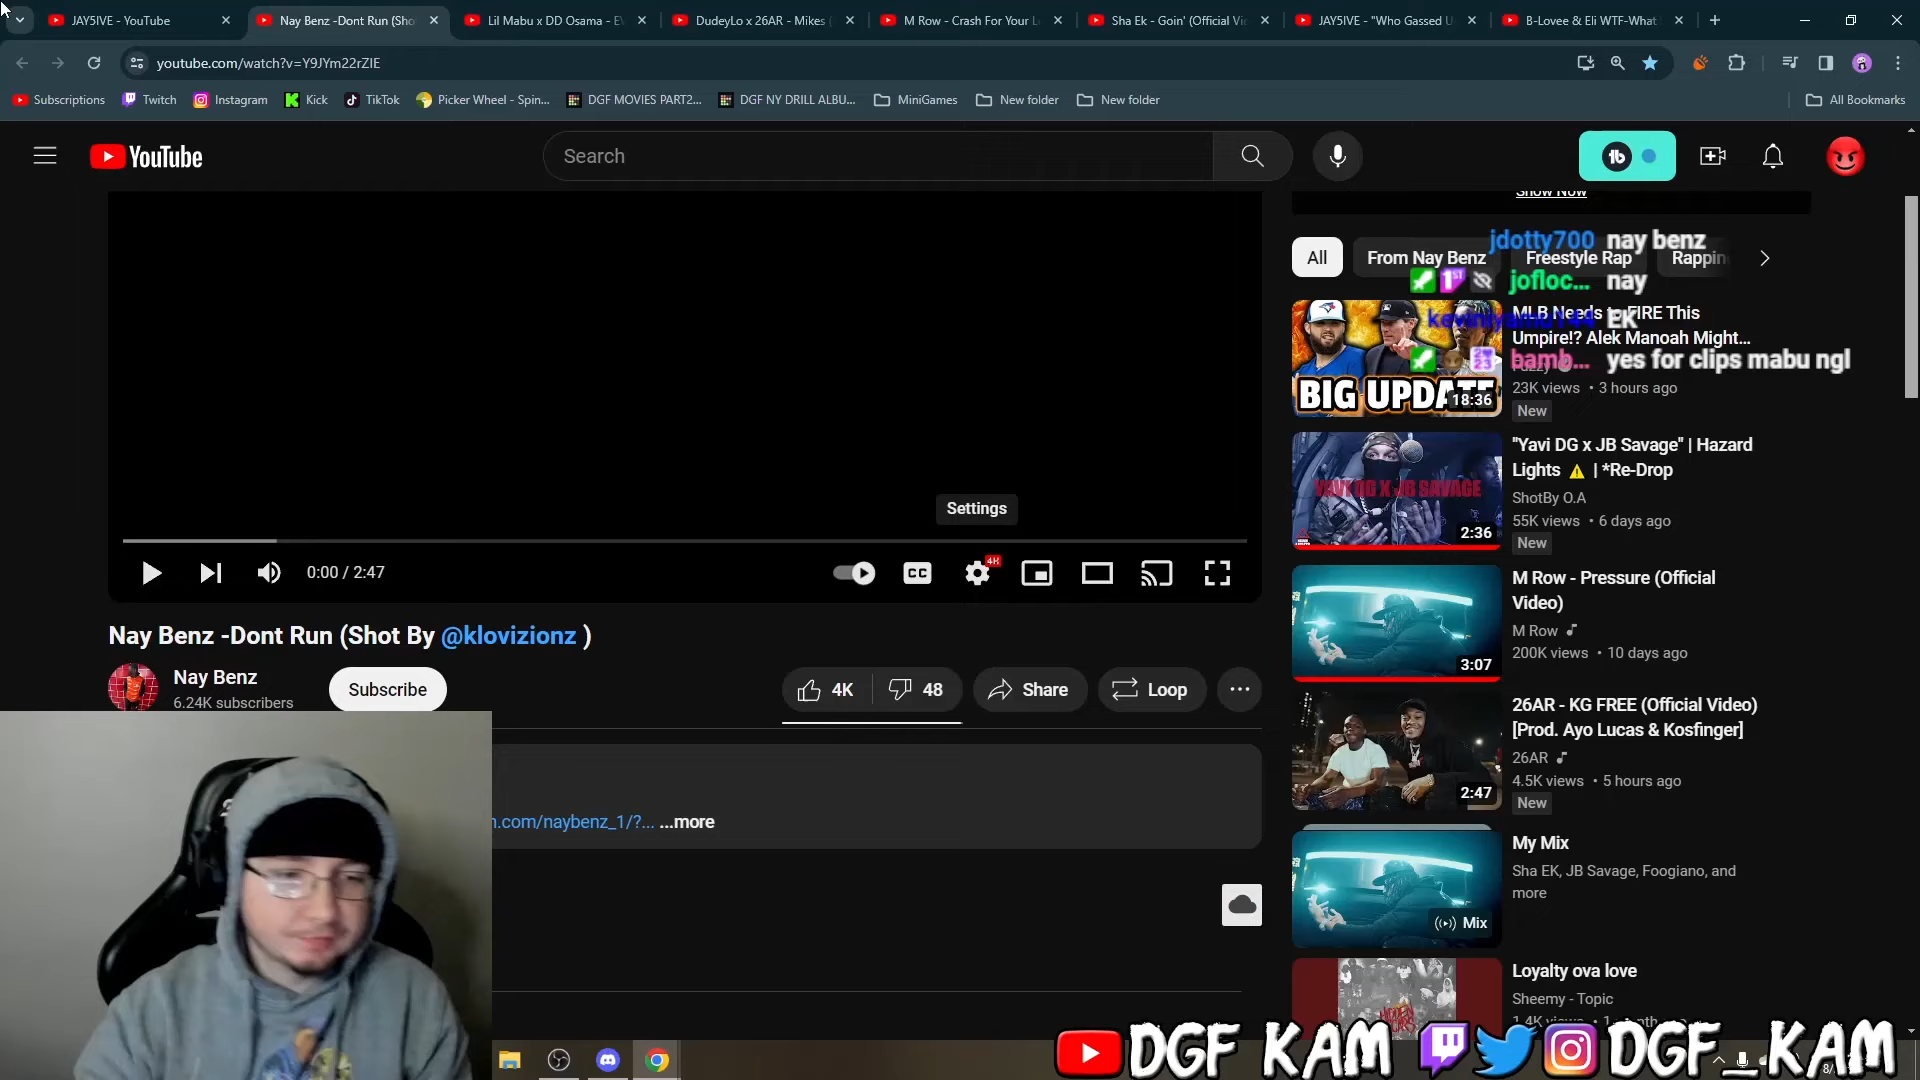 JAY5IVE - YouTube
Nay Benz -Dont Run (Sho
Lil Mabu x DD Osama - E
DudeyLo x 26AR - Mikes
M Row - Crash For Your L
Sha Ek - Goin' (Official Vi
JAY5IVE - "Who Gassed U
B-Lovee & Eli WTF-What
youtube.com/watch?v=Y9JYm22rZIE
Subscriptions
Twitch
Instagram
Kick
TikTok
Picker Wheel - Spin...
DGF MOVIES PART2...
DGF NY DRILL ALBU...
MiniGames
New folder
New folder
All Bookmarks
YouTube
Search
Show Now
All
From Nay Benz
Freestyle Rap
Rappin
jdotty700 nay benz
jofloc... nay
EK
bamb... yes for clips mabu ngl
MLB Needs to FIRE This
Umpire!? Alek Manoah Might...
23K views • 3 hours ago
New
BIG UPDATE
18:36
"Yavi DG x JB Savage" | Hazard
Lights ⚠ | *Re-Drop
ShotBy O.A
55K views • 6 days ago
New
YAVI DG X JB SAVAGE
2:36
M Row - Pressure (Official
Video)
M Row
200K views • 10 days ago
3:07
26AR - KG FREE (Official Video)
[Prod. Ayo Lucas & Kosfinger]
26AR
4.5K views • 5 hours ago
New
2:47
My Mix
Sha EK, JB Savage, Foogiano, and
more
Mix
Loyalty ova love
Sheemy - Topic
Settings
0:00 / 2:47
CC
4K
Nay Benz -Dont Run (Shot By @klovizionz )
Nay Benz
6.24K subscribers
Subscribe
4K
48
Share
Loop
n.com/naybenz_1/?... ...more
DGF KAM
DGF_KAM